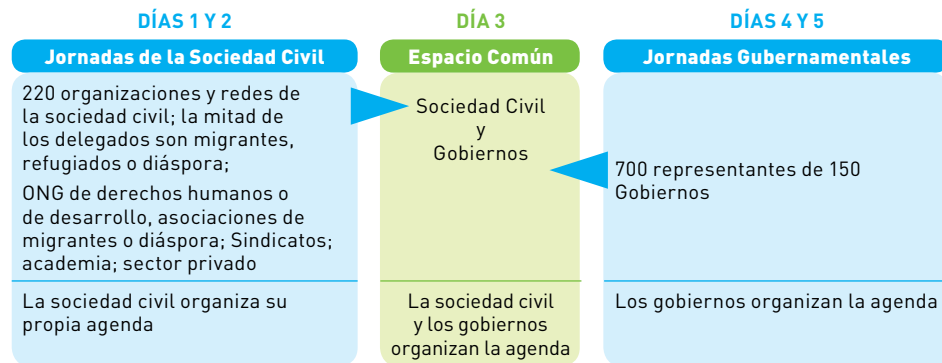 DÍAS 1 Y 2
Jornadas de la Sociedad Civil
220 organizaciones y redes de
la sociedad civil; la mitad de
los delegados son migrantes,
refugiados o diáspora;
ONG de derechos humanos o
de desarrollo, asociaciones de
migrantes o diáspora; Sindicatos;
academia; sector privado
La sociedad civil organiza su
propia agenda
DÍA 3
Espacio Común
Sociedad Civil
y
Gobiernos
La sociedad civil
y los gobiernos
organizan la agenda
DÍAS 4 Y 5
Jornadas Gubernamentales
700 representantes de 150
Gobiernos
Los gobiernos organizan la agenda